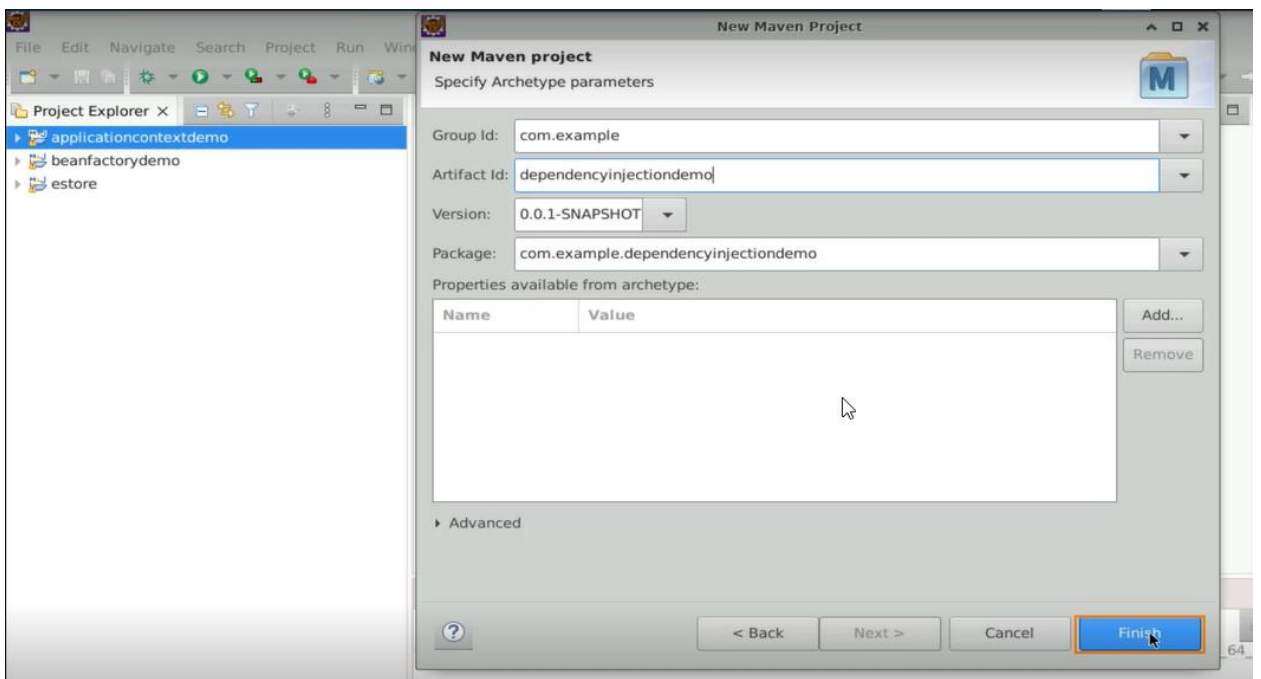 New Maven Project
File Edit Navigate Search Project Run
New Maven project
Specify Archetype parameters
M
Project Explorer
applicationcontextdemo
beanfactorydemo
estore
Group Id: com.example
Artifact Id: dependencyinjectiondemo
Version: 0.0.1-SNAPSHOT
Package: com.example.dependencyinjectiondemo
Properties available from archetype:
Name Value
Add...
Remove
Advanced
? < Back Next > Cancel Finish
_64_